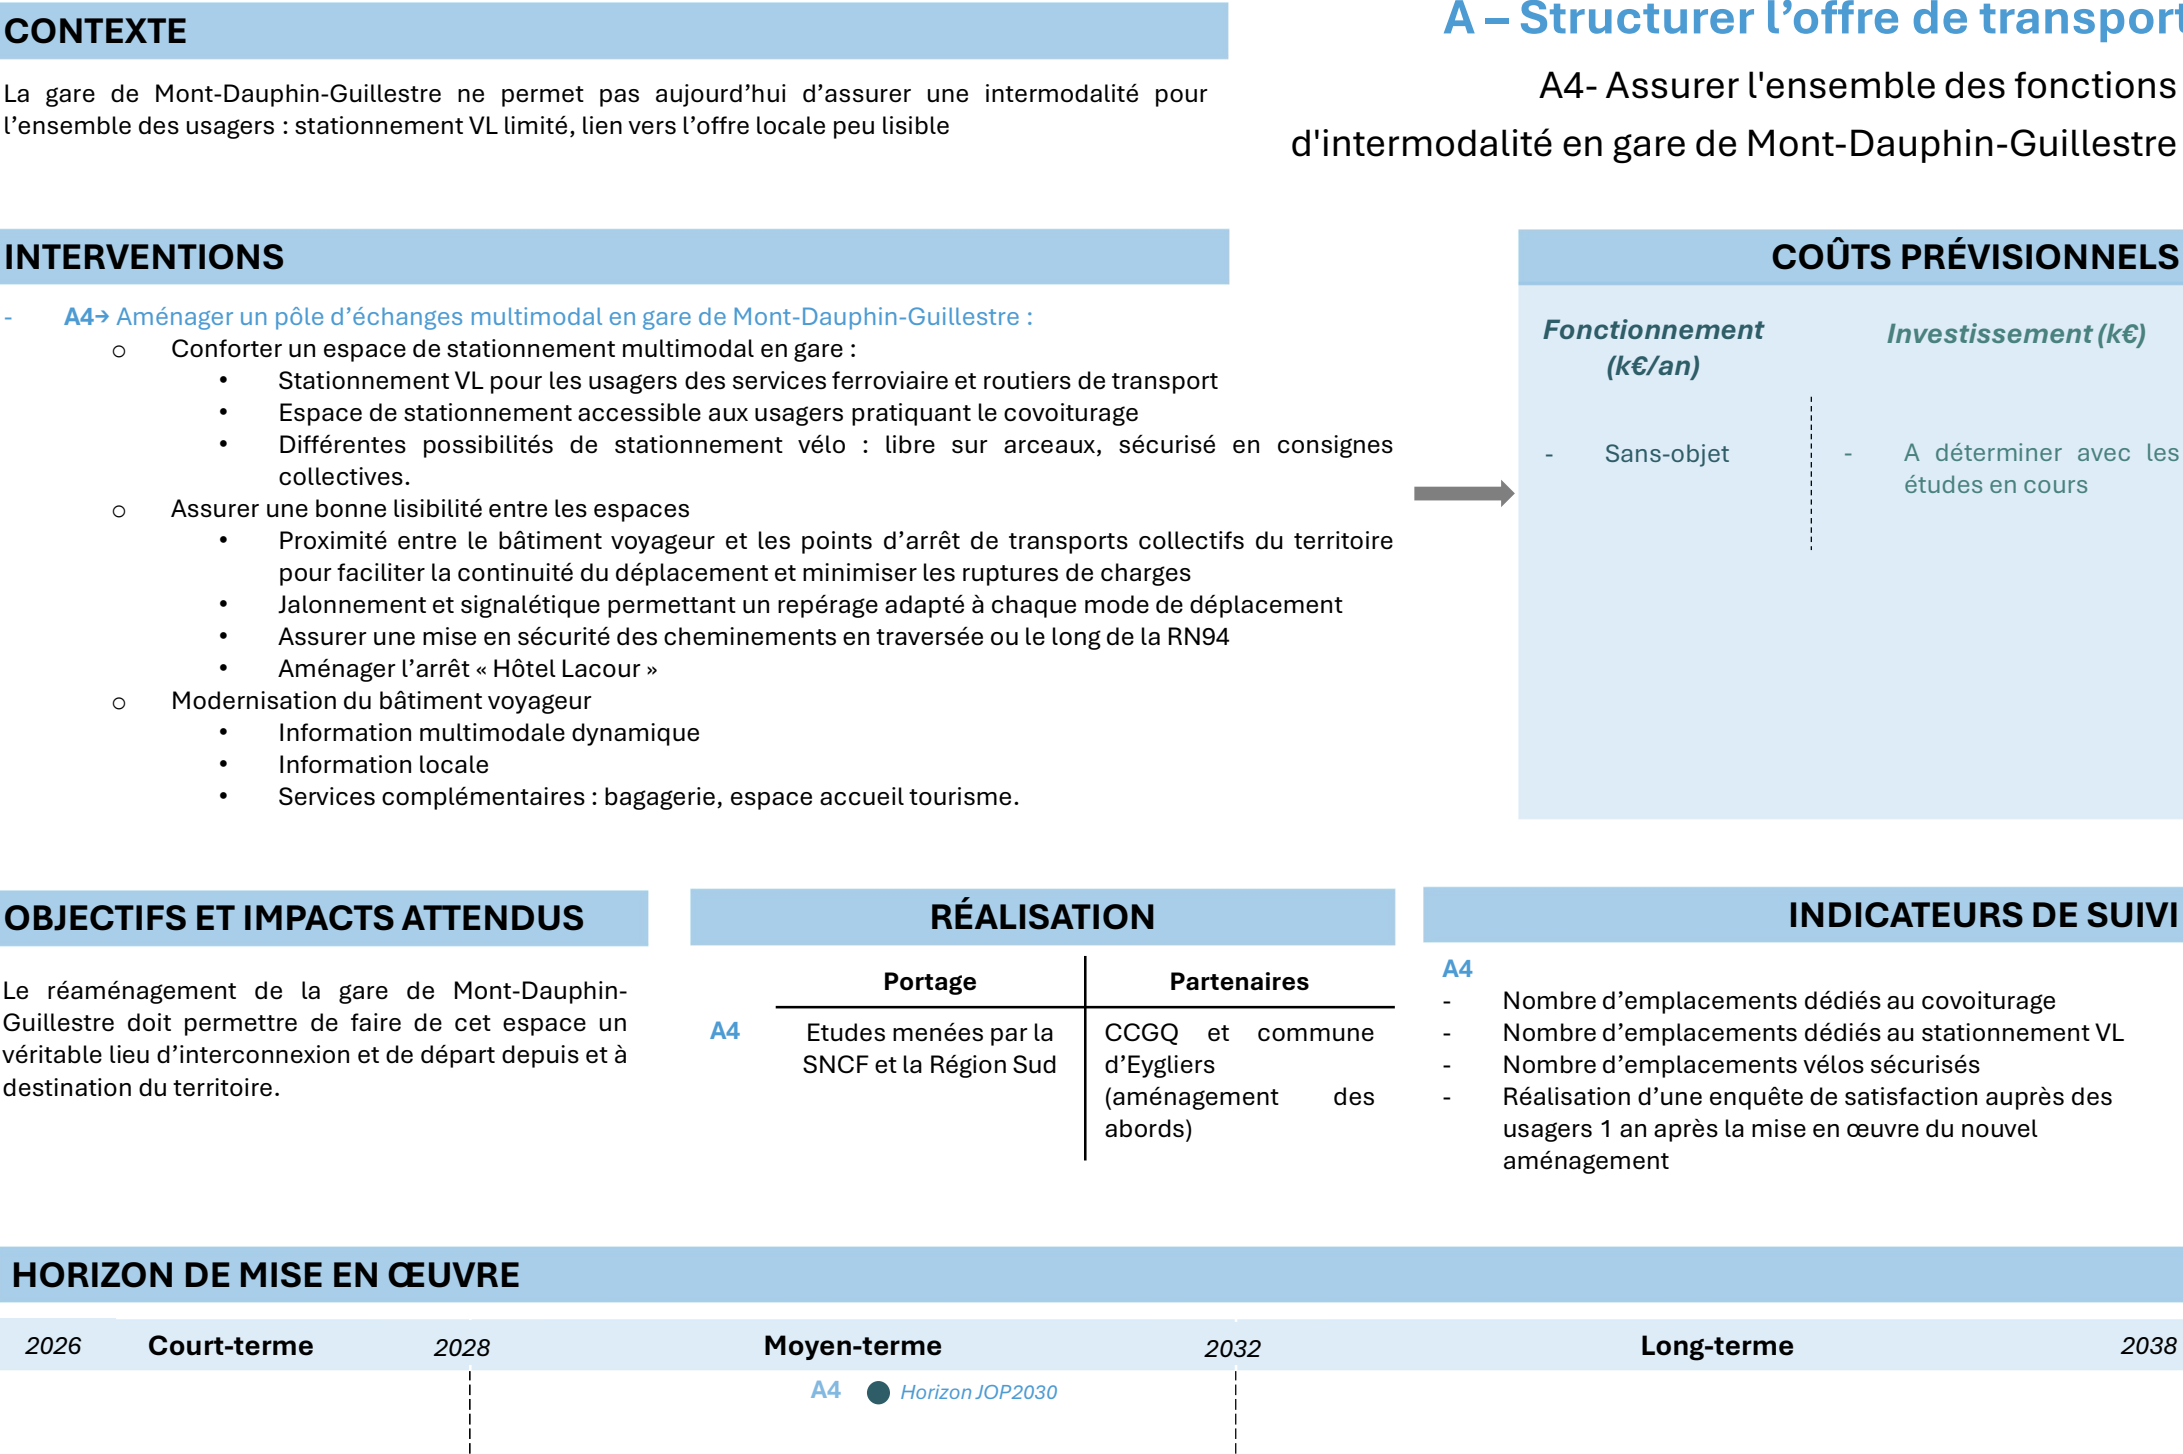 A – Structurer l’offre de transport
A4- Assurer l'ensemble des fonctions
d'intermodalité en gare de Mont-Dauphin-Guillestre
CONTEXTE
La gare de Mont-Dauphin-Guillestre ne permet pas aujourd’hui d’assurer une intermodalité pour
l’ensemble des usagers : stationnement VL limité, lien vers l’offre locale peu lisible
INTERVENTIONS
- A4→ Aménager un pôle d’échanges multimodal en gare de Mont-Dauphin-Guillestre :
o Conforter un espace de stationnement multimodal en gare :
• Stationnement VL pour les usagers des services ferroviaire et routiers de transport
• Espace de stationnement accessible aux usagers pratiquant le covoiturage
• Différentes possibilités de stationnement vélo : libre sur arceaux, sécurisé en consignes
collectives.
o Assurer une bonne lisibilité entre les espaces
• Proximité entre le bâtiment voyageur et les points d’arrêt de transports collectifs du territoire
pour faciliter la continuité du déplacement et minimiser les ruptures de charges
• Jalonnement et signalétique permettant un repérage adapté à chaque mode de déplacement
• Assurer une mise en sécurité des cheminements en traversée ou le long de la RN94
• Aménager l’arrêt « Hôtel Lacour »
o Modernisation du bâtiment voyageur
• Information multimodale dynamique
• Information locale
• Services complémentaires : bagagerie, espace accueil tourisme.
COÛTS PRÉVISIONNELS
Fonctionnement
(k€/an)
- Sans-objet
Investissement (k€)
- A déterminer avec les
études en cours
OBJECTIFS ET IMPACTS ATTENDUS
Le réaménagement de la gare de Mont-Dauphin-
Guillestre doit permettre de faire de cet espace un
véritable lieu d’interconnexion et de départ depuis et à
destination du territoire.
RÉALISATION
Portage
Partenaires
A4
Etudes menées par la
SNCF et la Région Sud
CCGQ et commune
d’Eygliers
(aménagement des
abords)
INDICATEURS DE SUIVI
A4
- Nombre d’emplacements dédiés au covoiturage
- Nombre d’emplacements dédiés au stationnement VL
- Nombre d’emplacements vélos sécurisés
- Réalisation d’une enquête de satisfaction auprès des
usagers 1 an après la mise en œuvre du nouvel
aménagement
HORIZON DE MISE EN ŒUVRE
2026 Court-terme 2028 Moyen-terme 2032 Long-terme 2038
A4 Horizon JOP2030